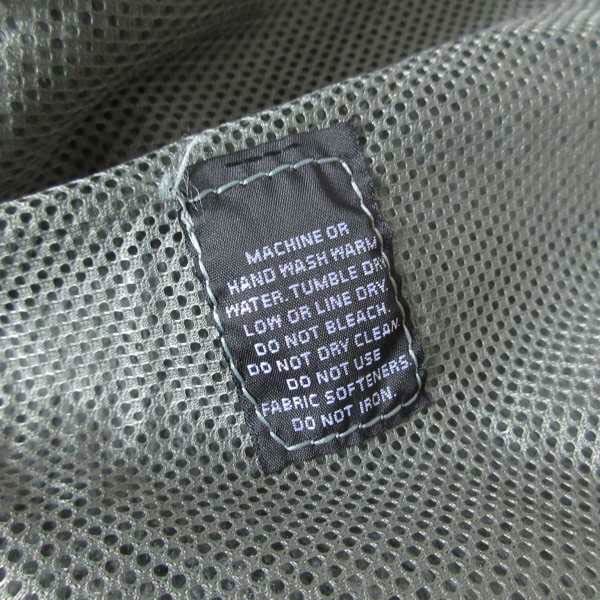 MACHINE OR
HAND WASH WARM
WATER. TUMBLE DRY
LOW OR LINE DRY.
DO NOT BLEACH.
DO NOT DRY CLEAN.
DO NOT USE
FABRIC SOFTENERS.
DO NOT IRON.